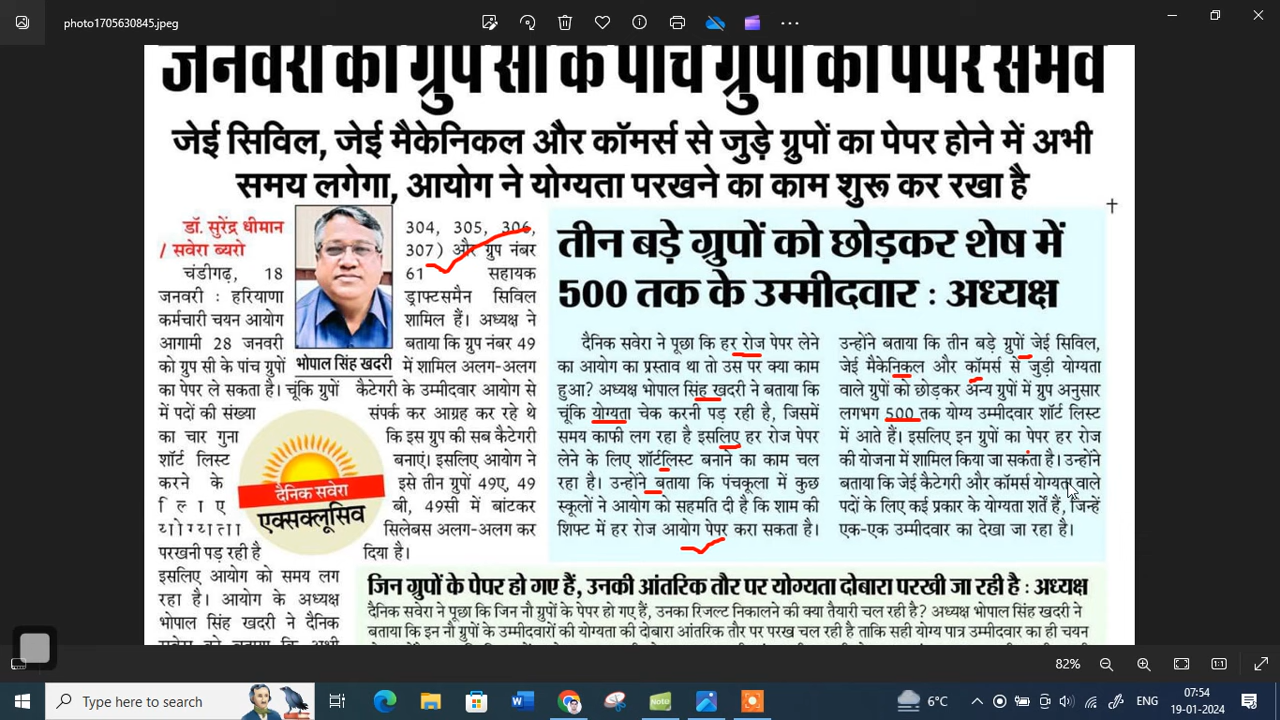 photo1705630845.jpeg
जनवरी को ग्रुप सी के पांच ग्रुपों का पेपर संभव
जेई सिविल, जेई मैकेनिकल और कॉमर्स से जुड़े ग्रुपों का पेपर होने में अभी
समय लगेगा, आयोग ने योग्यता परखने का काम शुरू कर रखा है
डॉ. सुरेंद्र धीमान
/ सवेरा ब्यूरो
चंडीगढ़, 18
जनवरी : हरियाणा
कर्मचारी चयन आयोग
आगामी 28 जनवरी
को ग्रुप सी के पांच ग्रुपों
का पेपर ले सकता है। चूंकि ग्रुपों
में पदों की संख्या
का चार गुना
शॉर्ट लिस्ट
करने के
लिए
योग्यता
परखनी पड़ रही है
इसलिए आयोग को समय लग
रहा है। आयोग के अध्यक्ष
भोपाल सिंह खदरी ने दैनिक
सवेरा को बताया कि अभी
भोपाल सिंह खदरी
दैनिक सवेरा
एक्सक्लूसिव
304, 305, 306,
307) और ग्रुप नंबर
61 सहायक
ड्राफ्टसमैन सिविल
शामिल हैं। अध्यक्ष ने
बताया कि ग्रुप नंबर 49
में शामिल अलग-अलग
कैटेगरी के उम्मीदवार आयोग से
संपर्क कर आग्रह कर रहे थे
कि इस ग्रुप की सब कैटेगरी
बनाएं। इसलिए आयोग ने
इसे तीन ग्रुपों 49ए, 49
बी, 49सी में बांटकर
सिलेबस अलग-अलग कर
दिया है।
तीन बड़े ग्रुपों को छोड़कर शेष में
500 तक के उम्मीदवार : अध्यक्ष
दैनिक सवेरा ने पूछा कि हर रोज पेपर लेने
का आयोग का प्रस्ताव था तो उस पर क्या काम
हुआ? अध्यक्ष भोपाल सिंह खदरी ने बताया कि
चूंकि योग्यता चेक करनी पड़ रही है, जिसमें
समय काफी लग रहा है इसलिए हर रोज पेपर
लेने के लिए शॉर्टलिस्ट बनाने का काम चल
रहा है। उन्होंने बताया कि पंचकूला में कुछ
स्कूलों ने आयोग को सहमति दी है कि शाम की
शिफ्ट में हर रोज आयोग पेपर करा सकता है।
उन्होंने बताया कि तीन बड़े ग्रुपों जेई सिविल,
जेई मैकेनिकल और कॉमर्स से जुड़ी योग्यता
वाले ग्रुपों को छोड़कर अन्य ग्रुपों में ग्रुप अनुसार
लगभग 500 तक योग्य उम्मीदवार शॉर्ट लिस्ट
में आते हैं। इसलिए इन ग्रुपों का पेपर हर रोज
की योजना में शामिल किया जा सकता है। उन्होंने
बताया कि जेई कैटेगरी और कॉमर्स योग्यता वाले
पदों के लिए कई प्रकार के योग्यता शर्तें हैं, जिन्हें
एक-एक उम्मीदवार का देखा जा रहा है।
जिन ग्रुपों के पेपर हो गए हैं, उनकी आंतरिक तौर पर योग्यता दोबारा परखी जा रही है : अध्यक्ष
दैनिक सवेरा ने पूछा कि जिन नौ ग्रुपों के पेपर हो गए हैं, उनका रिजल्ट निकालने की क्या तैयारी चल रही है? अध्यक्ष भोपाल सिंह खदरी ने
बताया कि इन नौ ग्रुपों के उम्मीदवारों की योग्यता की दोबारा आंतरिक तौर पर परख चल रही है ताकि सही योग्य पात्र उम्मीदवार का ही चयन
82%
Type here to search
6°C
ENG
07:54
19-01-2024